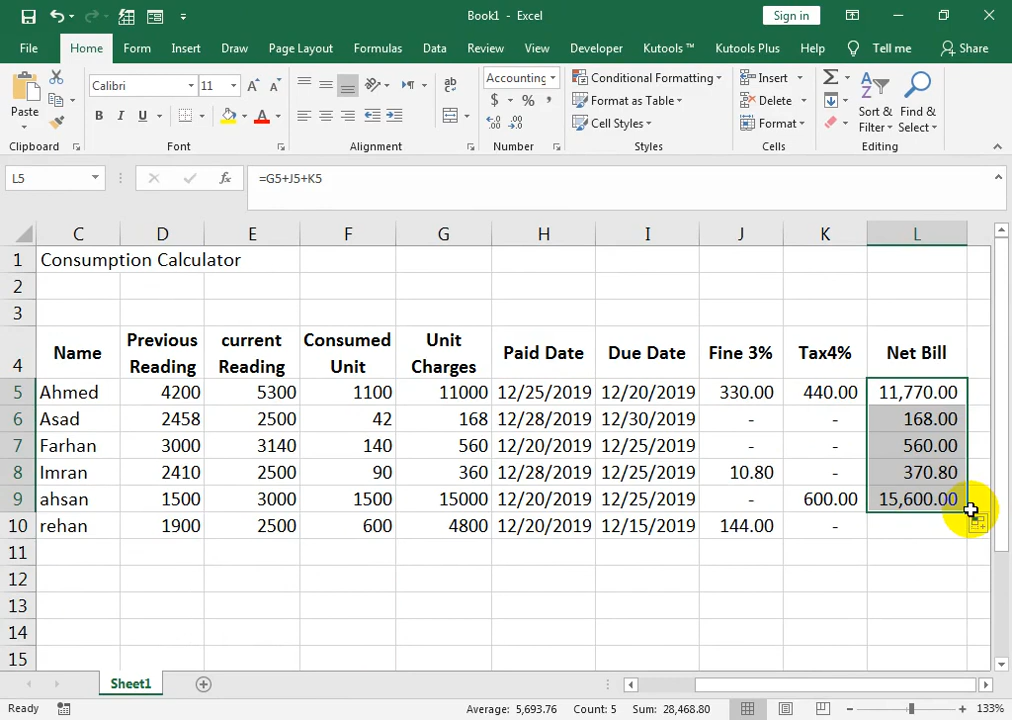 Book1 - Excel
Sign in
File Home Form Insert Draw Page Layout Formulas Data Review View Developer Kutools ™ Kutools Plus Help Tell me Share
Calibri 11 Accounting Conditional Formatting Insert
Paste Format as Table Delete Sort & Find &
B I U A $ % , Cell Styles Format Filter Select
Clipboard Font Alignment Number Styles Cells Editing
L5 fx =G5+J5+K5
C D E F G H I J K L
1 Consumption Calculator
2
3
Previous current Consumed Unit
4 Name Paid Date Due Date Fine 3% Tax4% Net Bill
Reading Reading Unit Charges
5 Ahmed 4200 5300 1100 11000 12/25/2019 12/20/2019 330.00 440.00 11,770.00
6 Asad 2458 2500 42 168 12/28/2019 12/30/2019 - - 168.00
7 Farhan 3000 3140 140 560 12/20/2019 12/25/2019 - - 560.00
8 Imran 2410 2500 90 360 12/28/2019 12/25/2019 10.80 - 370.80
9 ahsan 1500 3000 1500 15000 12/20/2019 12/25/2019 - 600.00 15,600.00
10 rehan 1900 2500 600 4800 12/20/2019 12/15/2019 144.00 -
11
12
13
14
15
Sheet1
Ready Average: 5,693.76 Count: 5 Sum: 28,468.80 133%